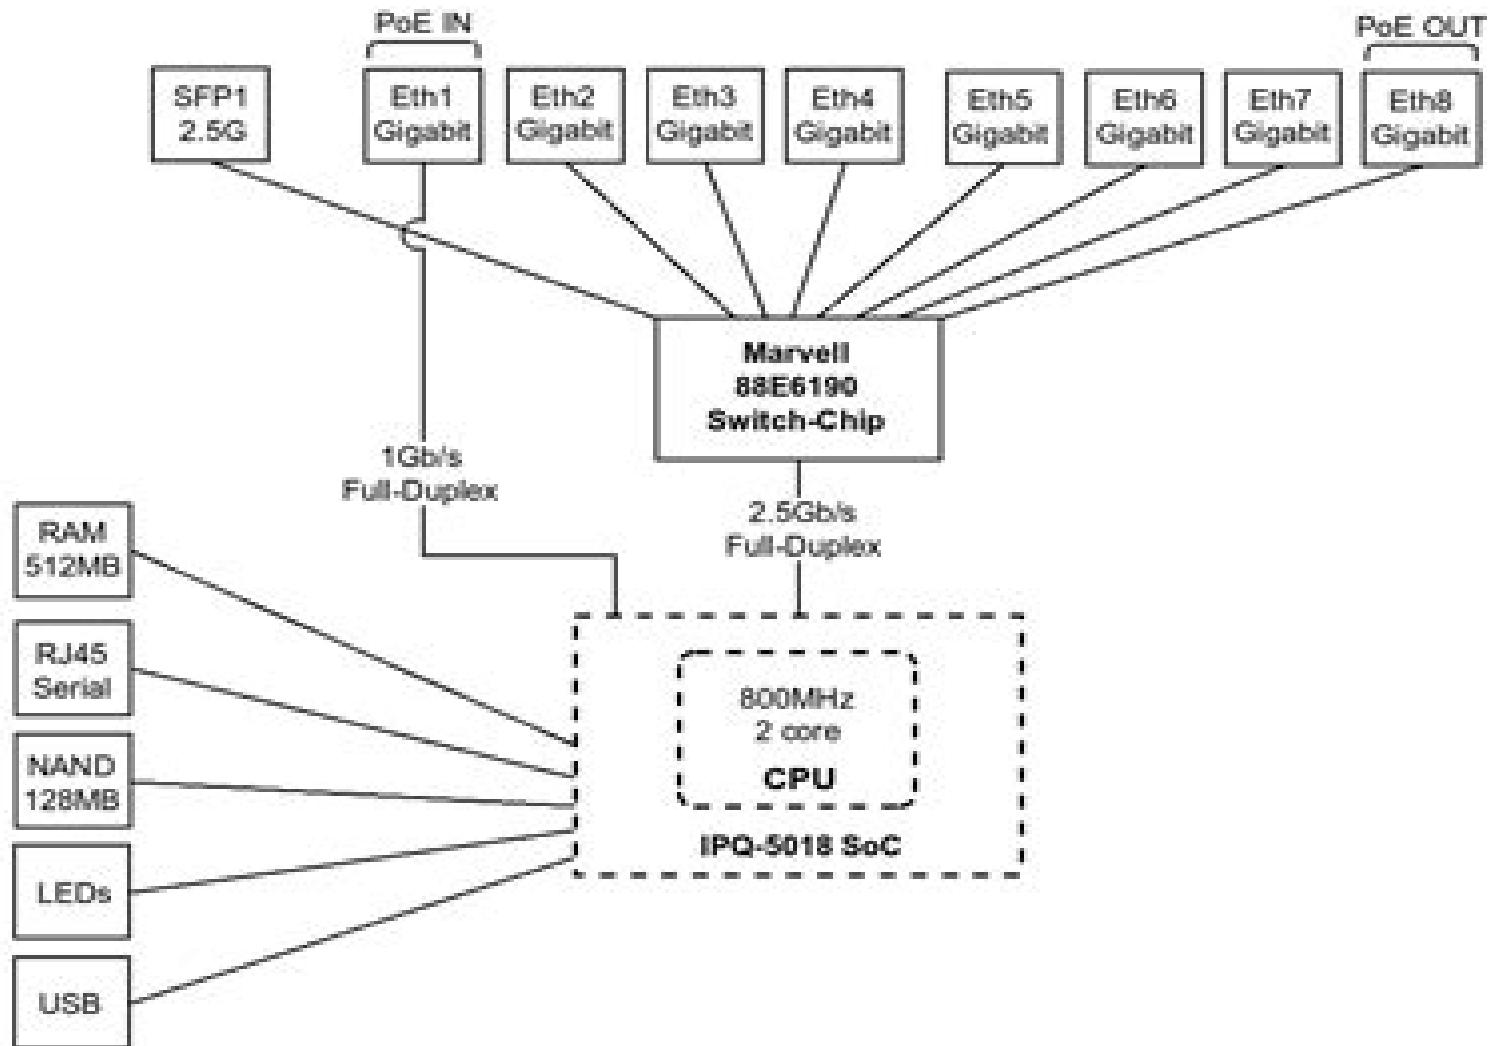 PoE IN
PoE OUT
SFP1
2.5G
Eth1
Gigabit
Eth2
Gigabit
Eth3
Gigabit
Eth4
Gigabit
Eth5
Gigabit
Eth6
Gigabit
Eth7
Gigabit
Eth8
Gigabit
Marvell
88E6190
Switch-Chip
1Gb/s
Full-Duplex
2.5Gb/s
Full-Duplex
RAM
512MB
RJ45
Serial
NAND
128MB
LEDs
USB
800MHz
2 core
CPU
IPQ-5018 SoC